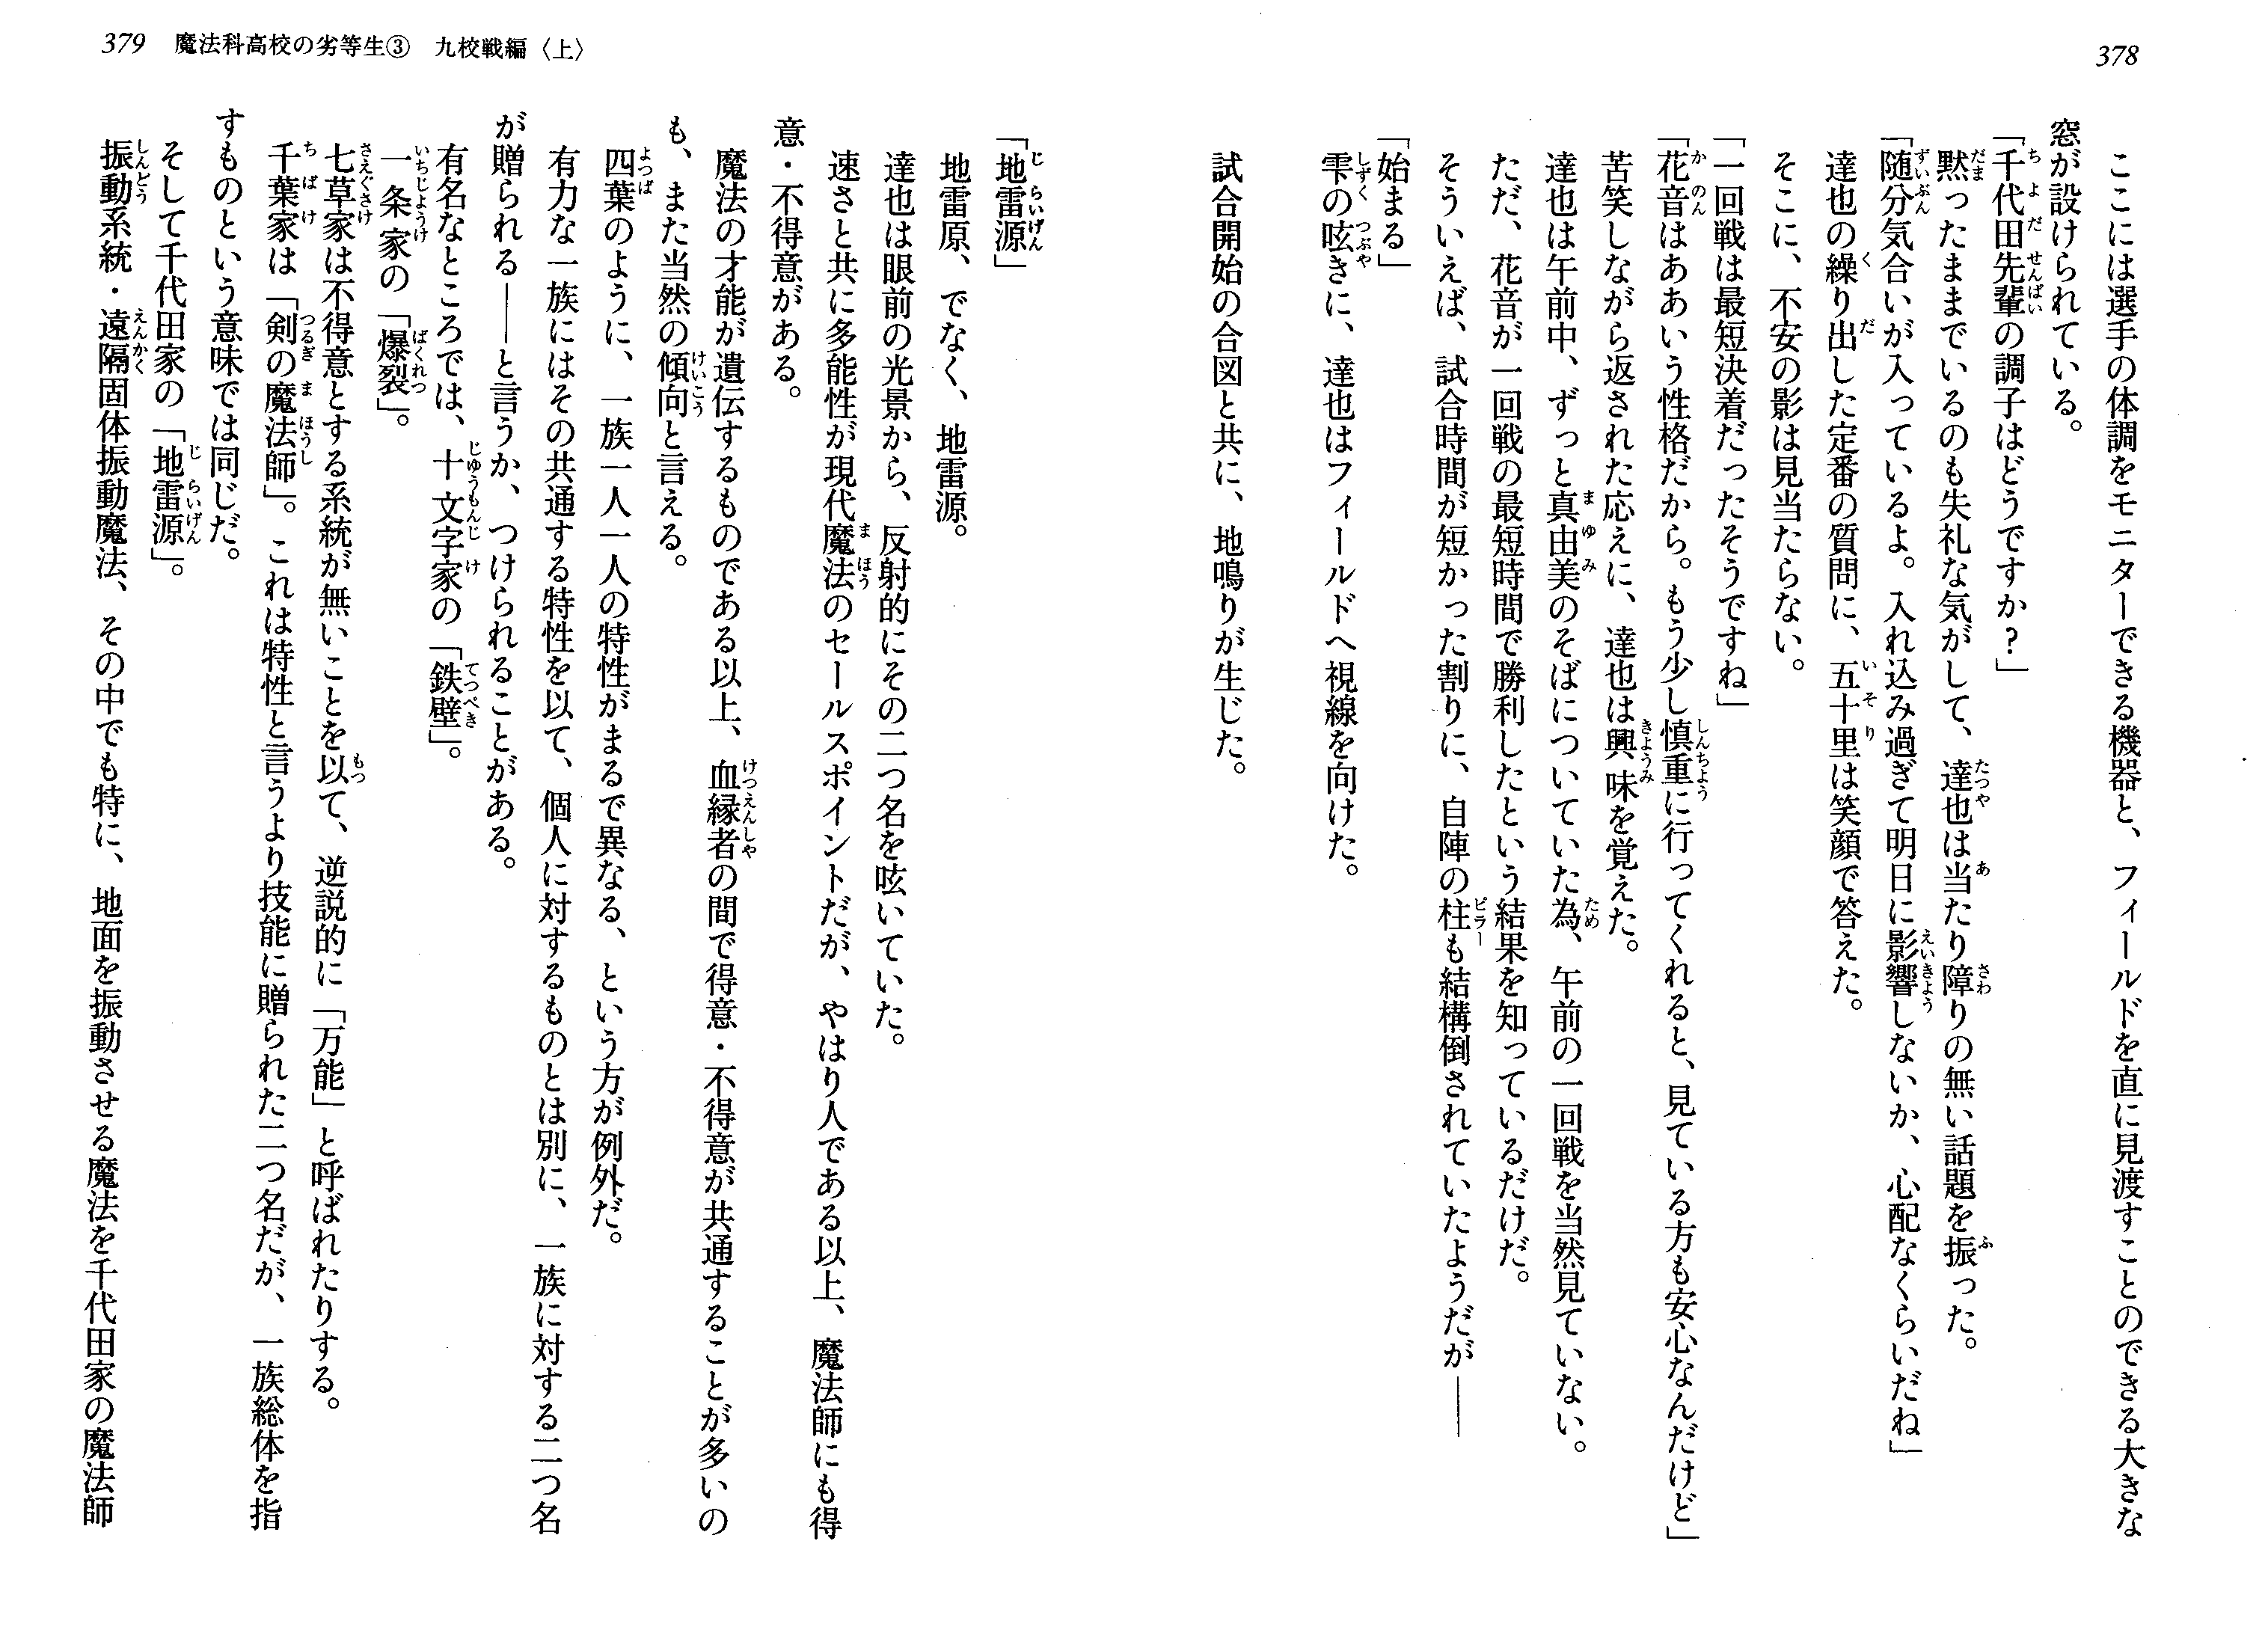 378
ここには選手の体調をモニターできる機器と、フィールドを直に見渡すことのできる大きな
窓が設けられている。
「千代田先輩の調子はどうですか？」
黙ったままでいるのも失礼な気がして、達也は当たり障りの無い話題を振った。
「随分気合いが入っているよ。入れ込み過ぎて明日に影響しないか、心配なくらいだね」
達也の繰り出した定番の質問に、五十里は笑顔で答えた。
そこに、不安の影は見当たらない。
「一回戦は最短決着だったそうですね」
「花音はああいう性格だから。もう少し慎重に行ってくれると、見ている方も安心なんだけど」
苦笑しながら返された応えに、達也は興味を覚えた。
達也は午前中、ずっと真由美のそばについていた為、午前の一回戦を当然見ていない。
ただ、花音が一回戦の最短時間で勝利したという結果を知っているだけだ。
そういえば、試合時間が短かった割りに、自陣の柱も結構倒されていたようだが――
「始まる」
雫の呟きに、達也はフィールドへ視線を向けた。
試合開始の合図と共に、地鳴りが生じた。
379 魔法科高校の劣等生③ 九校戦編〈上〉
「地雷源」
地雷原、でなく、地雷源。
達也は眼前の光景から、反射的にその二つ名を呟いていた。
速さと共に多能性が現代魔法のセールスポイントだが、やはり人である以上、魔法師にも得
意・不得意がある。
魔法の才能が遺伝するものである以上、血縁者の間で得意・不得意が共通することが多いの
も、また当然の傾向と言える。
四葉のように、一族一人一人の特性がまるで異なる、という方が例外だ。
有力な一族にはその共通する特性を以て、個人に対するものとは別に、一族に対する二つ名
が贈られる――と言うか、つけられることがある。
有名なところでは、十文字家の「鉄壁」。
一条家の「爆裂」。
七草家は不得意とする系統が無いことを以て、逆説的に「万能」と呼ばれたりする。
千葉家は「剣の魔法師」。これは特性と言うより技能に贈られた二つ名だが、一族総体を指
すものという意味では同じだ。
そして千代田家の「地雷源」。
振動系統・遠隔固体振動魔法、その中でも特に、地面を振動させる魔法を千代田家の魔法師